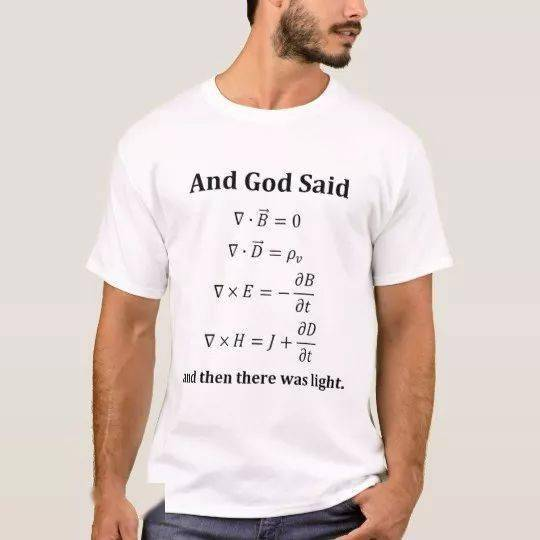 And God Said
∇ · B⃗ = 0
∇ · D⃗ = ρᵥ
∇ × E = −∂B/∂t
∇ × H = J + ∂D/∂t
and then there was light.